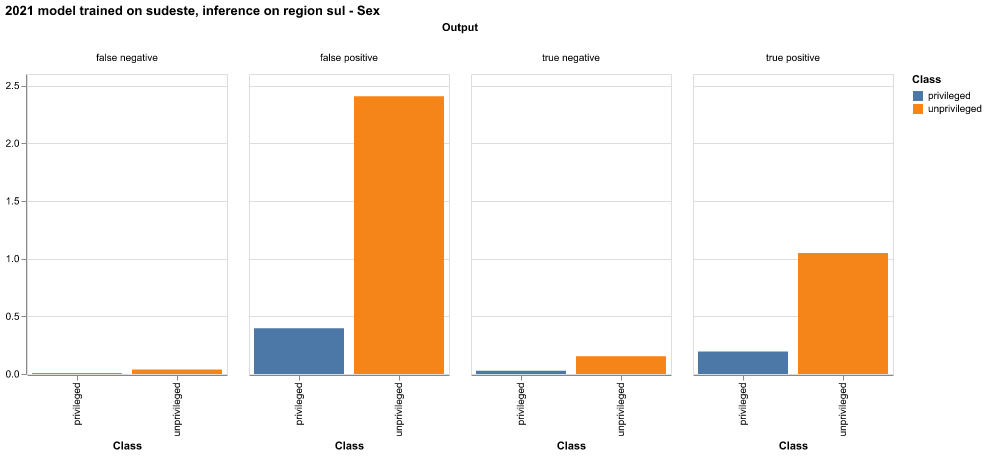 2021 model trained on sudeste, inference on region sul - Sex
Output
false negative
false positive
true negative
true positive
2.5
2.0
1.5
1.0
0.5
0.0
privileged
unprivileged
privileged
unprivileged
privileged
unprivileged
privileged
unprivileged
Class
Class
Class
Class
Class
privileged
unprivileged